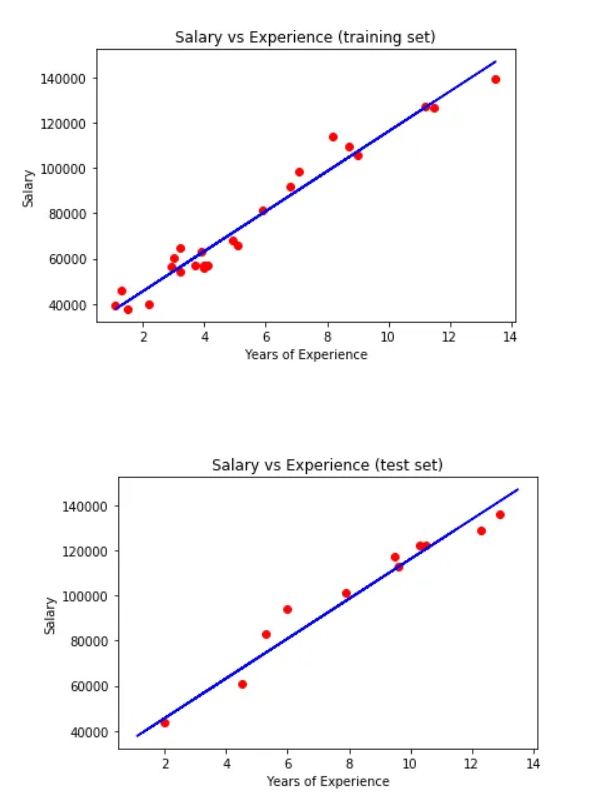 Salary vs Experience (training set)
140000
120000
100000
80000
60000
40000
Salary
2 4 6 8 10 12 14
Years of Experience
Salary vs Experience (test set)
140000
120000
100000
80000
60000
40000
Salary
2 4 6 8 10 12 14
Years of Experience